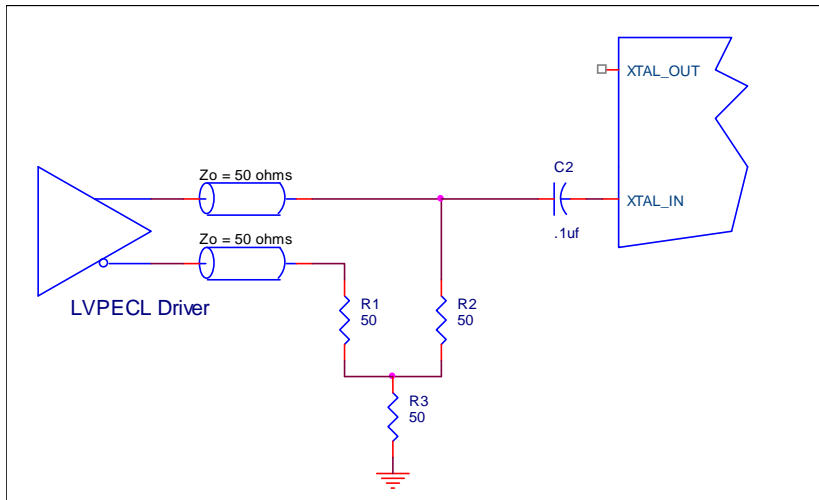 XTAL_OUT
C2
Zo = 50 ohms
XTAL_IN
.1uf
Zo = 50 ohms
LVPECL Driver
R1
50
R2
50
R3
50